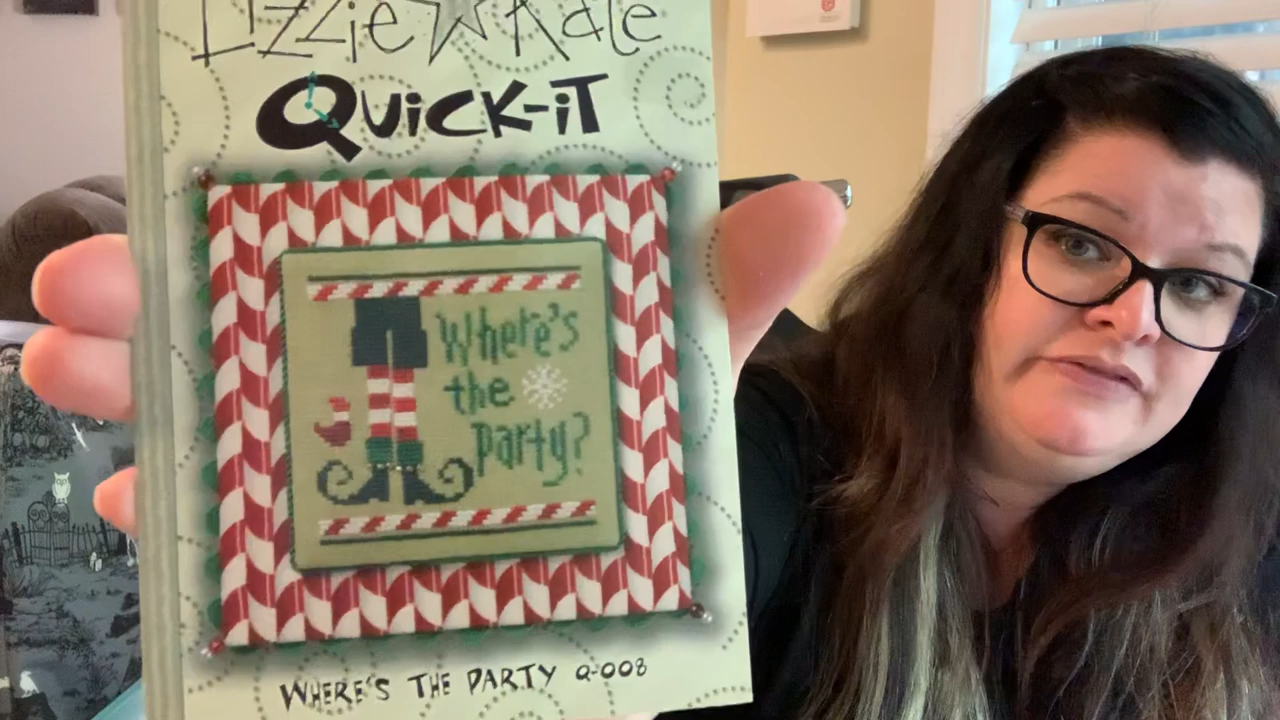 Lizzie Kate
QUiCK-iT
Where's
the
party?
WHERE'S THE PARTY Q-008